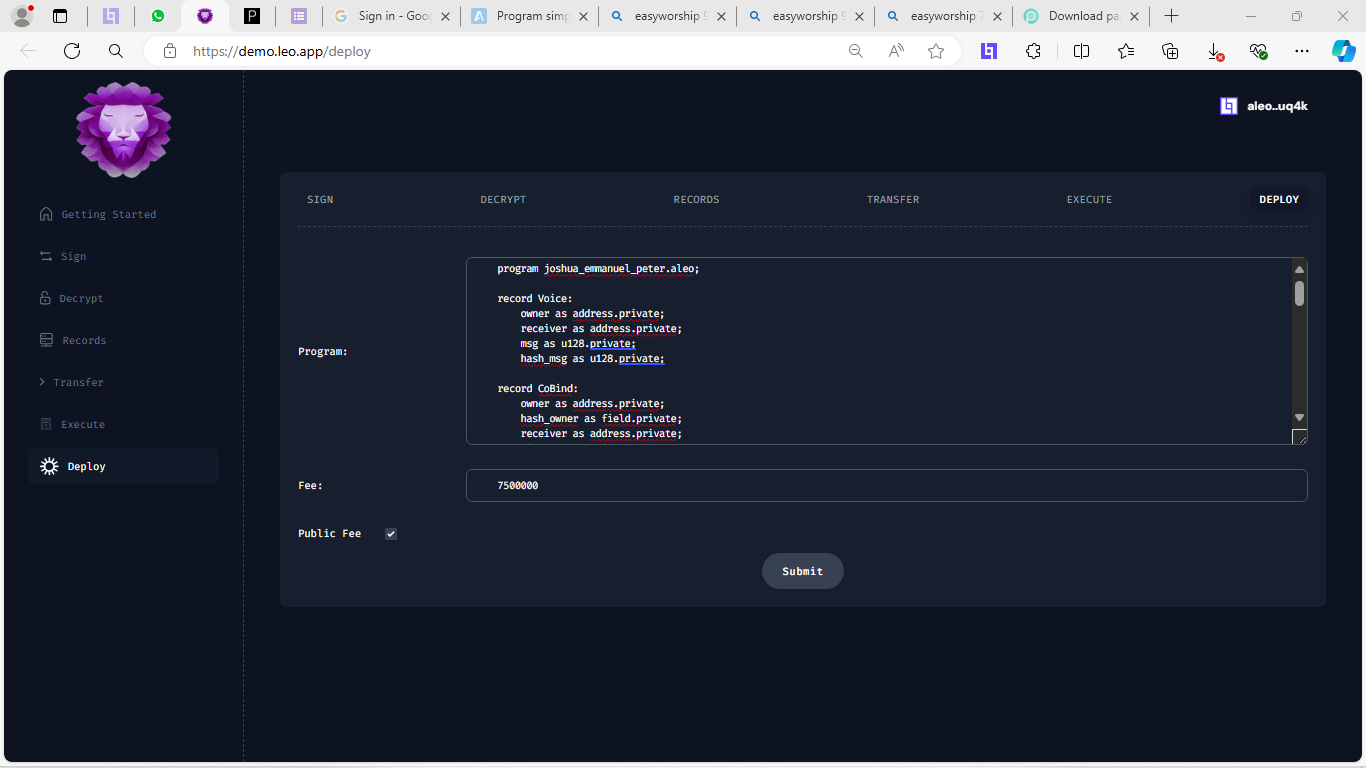 Sign in - Goo
Program simp
easyworship 9
easyworship 9
easyworship 7
Download pa
https://demo.leo.app/deploy
aleo..uq4k
Getting Started
Sign
Decrypt
Records
Transfer
Execute
Deploy
SIGN
DECRYPT
RECORDS
TRANSFER
EXECUTE
DEPLOY
Program:
program joshua_emmanuel_peter.aleo;
record Voice:
owner as address.private;
receiver as address.private;
msg as u128.private;
hash_msg as u128.private;
record CoBind:
owner as address.private;
hash_owner as field.private;
receiver as address.private;
Fee:
7500000
Public Fee
Submit